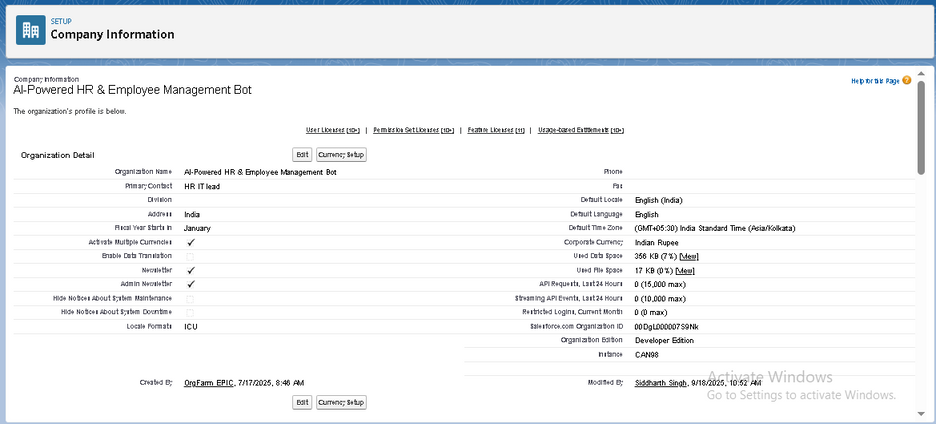 SETUP
Company Information
Company Information
AI-Powered HR & Employee Management Bot
Help for this Page
The organization's profile is below.
User Licenses [10+] | Permission Set Licenses [10+] | Feature Licenses [11] | Usage-based Entitlements [10+]
Organization Detail Edit Currency Setup
Organization Name AI-Powered HR & Employee Management Bot Phone
Primary Contact HR IT lead Fax
Division Default Locale English (India)
Address India Default Language English
Fiscal Year Starts In January Default Time Zone (GMT+05:30) India Standard Time (Asia/Kolkata)
Activate Multiple Currencies ✓ Corporate Currency Indian Rupee
Enable Data Translation Used Data Space 356 KB (7%) [View]
Newsletter ✓ Used File Space 17 KB (0%) [View]
Admin Newsletter ✓ API Requests, Last 24 Hours 0 (15,000 max)
Hide Notices About System Maintenance Streaming API Events, Last 24 Hours 0 (10,000 max)
Hide Notices About System Downtime Restricted Logins, Current Month 0 (0 max)
Locale Formats ICU Salesforce.com Organization ID
Organization Edition Developer Edition
Instance CAN98
Created By OrgFarm EPIC, 7/17/2025, 8:46 AM Modified By Siddharth Singh, 9/18/2025, 10:52 AM
Edit Currency Setup
Activate Windows
Go to Settings to activate Windows.